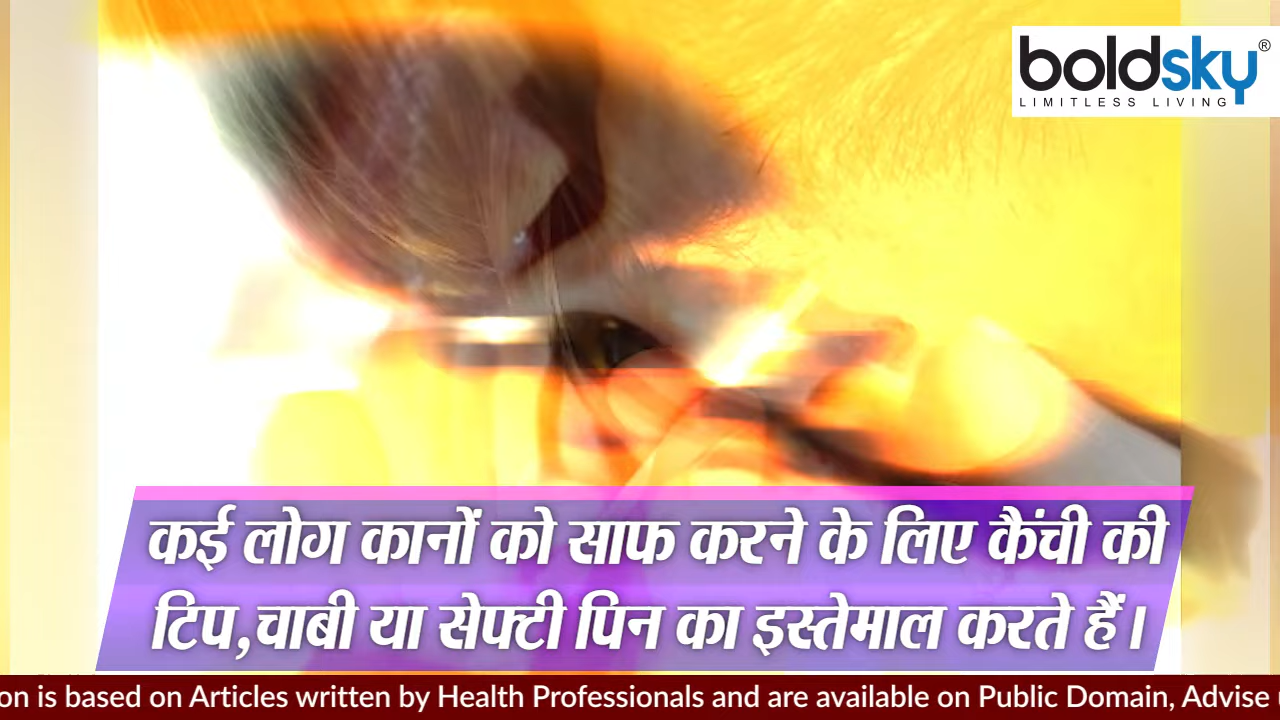 boldsky®
LIMITLESS LIVING
कई लोग कानों को साफ करने के लिए कैंची की
टिप,चाबी या सेफ्टी पिन का इस्तेमाल करते हैं।
on is based on Articles written by Health Professionals and are available on Public Domain, Advise